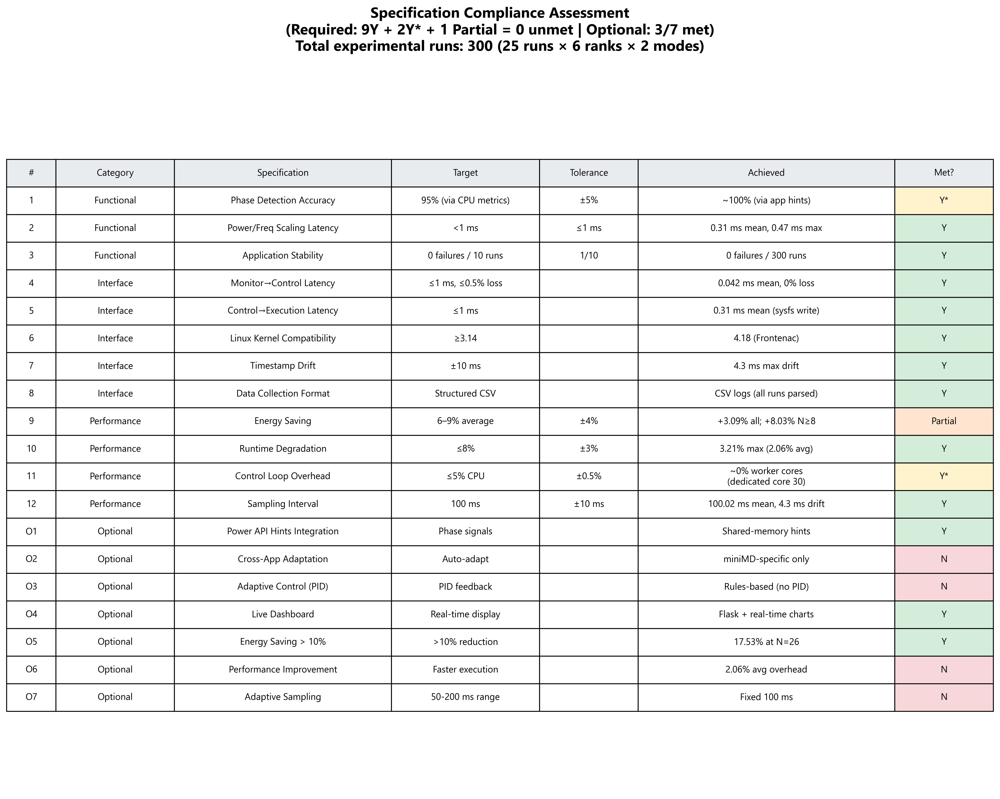 Specification Compliance Assessment
(Required: 9Y + 2Y* + 1 Partial = 0 unmet | Optional: 3/7 met)
Total experimental runs: 300 (25 runs × 6 ranks × 2 modes)
# Category Specification Target Tolerance Achieved Met?
1 Functional Phase Detection Accuracy 95% (via CPU metrics) ±5% ~100% (via app hints) Y*
2 Functional Power/Freq Scaling Latency <1 ms ≤1 ms 0.31 ms mean, 0.47 ms max Y
3 Functional Application Stability 0 failures / 10 runs 1/10 0 failures / 300 runs Y
4 Interface Monitor→Control Latency ≤1 ms, ≤0.5% loss 0.042 ms mean, 0% loss Y
5 Interface Control→Execution Latency ≤1 ms 0.31 ms mean (sysfs write) Y
6 Interface Linux Kernel Compatibility ≥3.14 4.18 (Frontenac) Y
7 Interface Timestamp Drift ±10 ms 4.3 ms max drift Y
8 Interface Data Collection Format Structured CSV CSV logs (all runs parsed) Y
9 Performance Energy Saving 6–9% average ±4% +3.09% all; +8.03% N≥8 Partial
10 Performance Runtime Degradation ≤8% ±3% 3.21% max (2.06% avg) Y
11 Performance Control Loop Overhead ≤5% CPU ±0.5% ~0% worker cores
(dedicated core 30) Y*
12 Performance Sampling Interval 100 ms ±10 ms 100.02 ms mean, 4.3 ms drift Y
O1 Optional Power API Hints Integration Phase signals Shared-memory hints Y
O2 Optional Cross-App Adaptation Auto-adapt miniMD-specific only N
O3 Optional Adaptive Control (PID) PID feedback Rules-based (no PID) N
O4 Optional Live Dashboard Real-time display Flask + real-time charts Y
O5 Optional Energy Saving > 10% >10% reduction 17.53% at N=26 Y
O6 Optional Performance Improvement Faster execution 2.06% avg overhead N
O7 Optional Adaptive Sampling 50-200 ms range Fixed 100 ms N